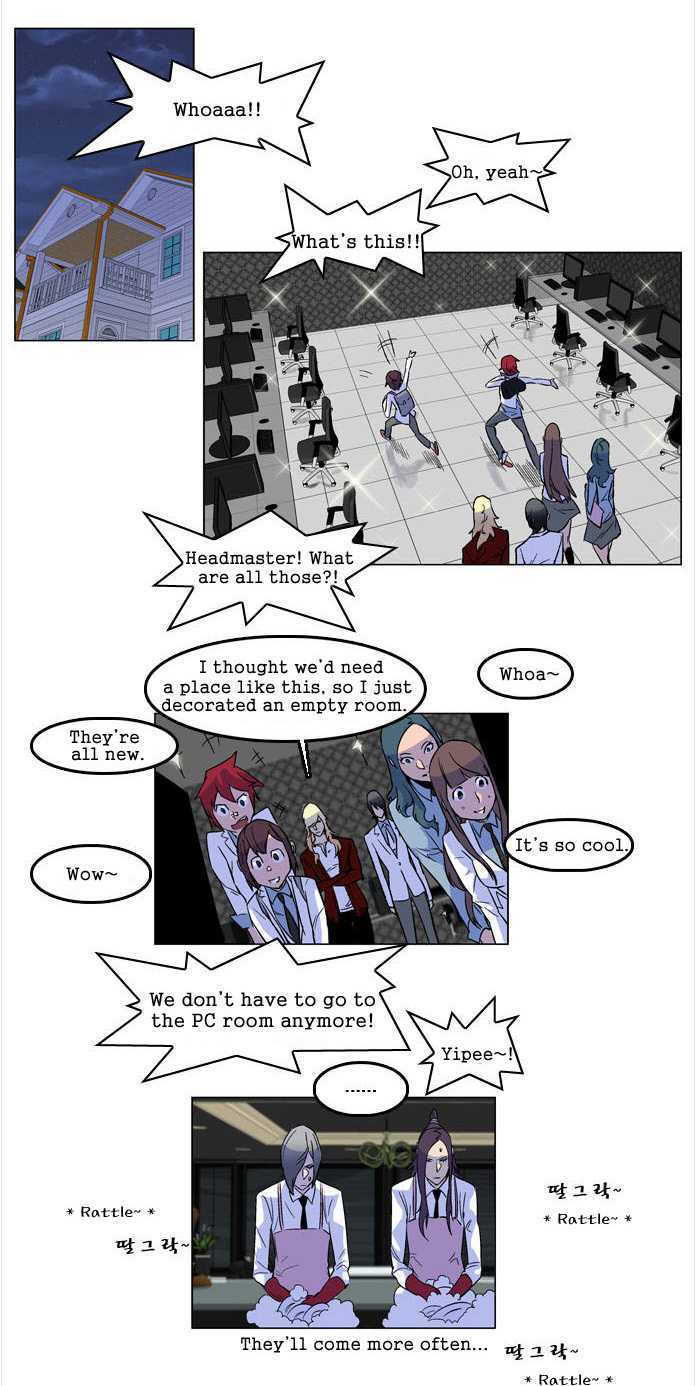 Whoaaa!!
Oh, yeah~
What's this!!
Headmaster! What
are all those?!
I thought we'd need
a place like this, so I just
decorated an empty room.
Whoa~
They're
all new.
It's so cool.
Wow~
We don't have to go to
the PC room anymore!
Yipee~!
......
딸그락~
* Rattle~ *
* Rattle~ *
딸그락~
They'll come more often...
딸그락~
* Rattle~ *